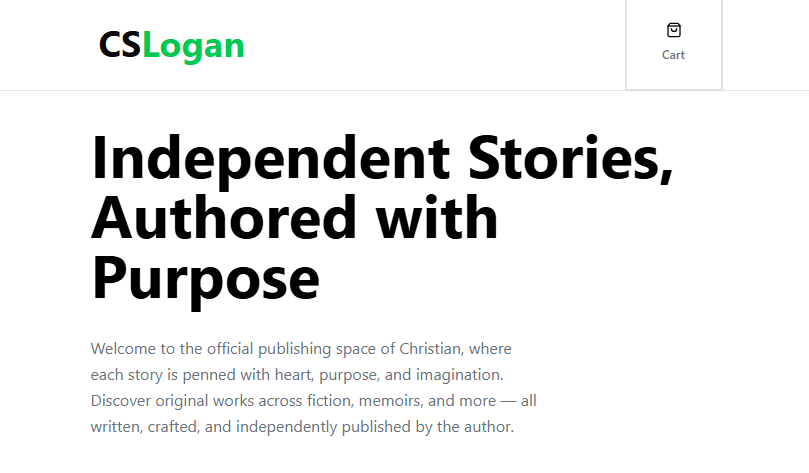 CSLogan
Cart
Independent Stories,
Authored with
Purpose
Welcome to the official publishing space of Christian, where
each story is penned with heart, purpose, and imagination.
Discover original works across fiction, memoirs, and more — all
written, crafted, and independently published by the author.